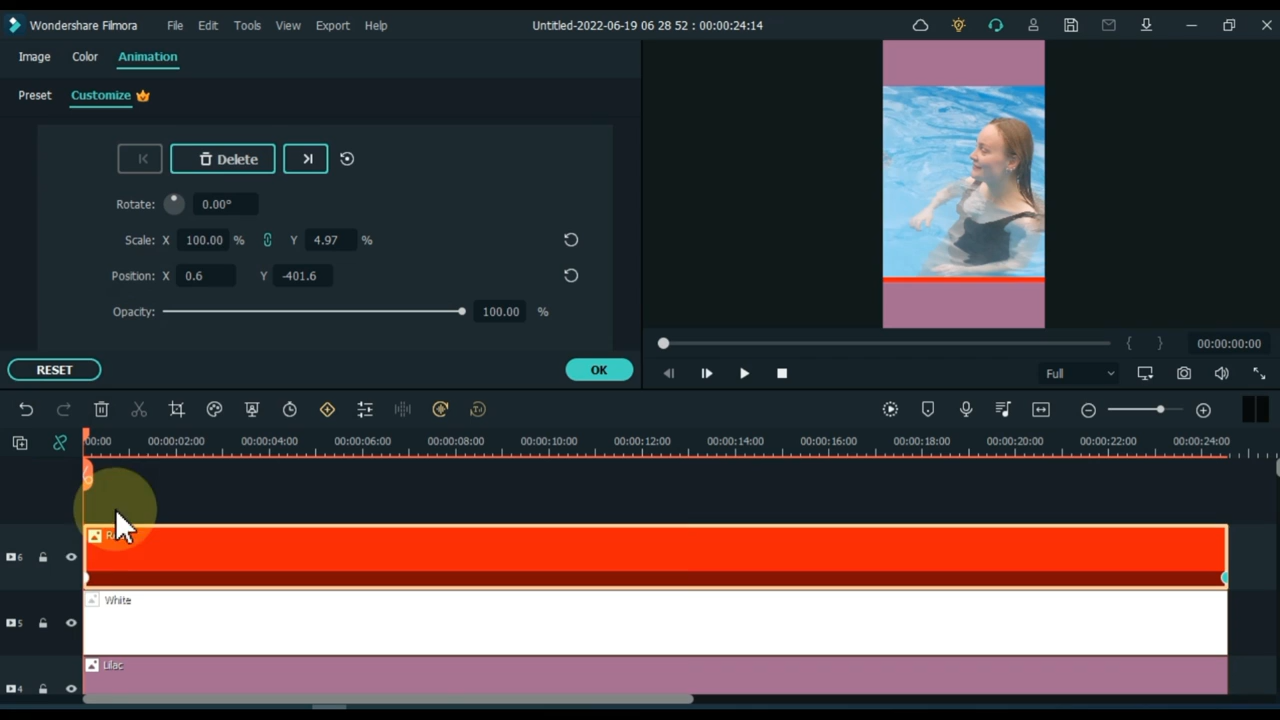 Wondershare Filmora File Edit Tools View Export Help Untitled-2022-06-19 06 28 52 : 00:00:24:14
Image Color Animation
Preset Customize
Delete
Rotate: 0.00°
Scale: X 100.00 % Y 4.97 %
Position: X 0.6 Y -401.6
Opacity: 100.00 %
RESET OK
{ } 00:00:00:00
Full
00:00 00:00:02:00 00:00:04:00 00:00:06:00 00:00:08:00 00:00:10:00 00:00:12:00 00:00:14:00 00:00:16:00 00:00:18:00 00:00:20:00 00:00:22:00 00:00:24:00
6
White
5
Lilac
4